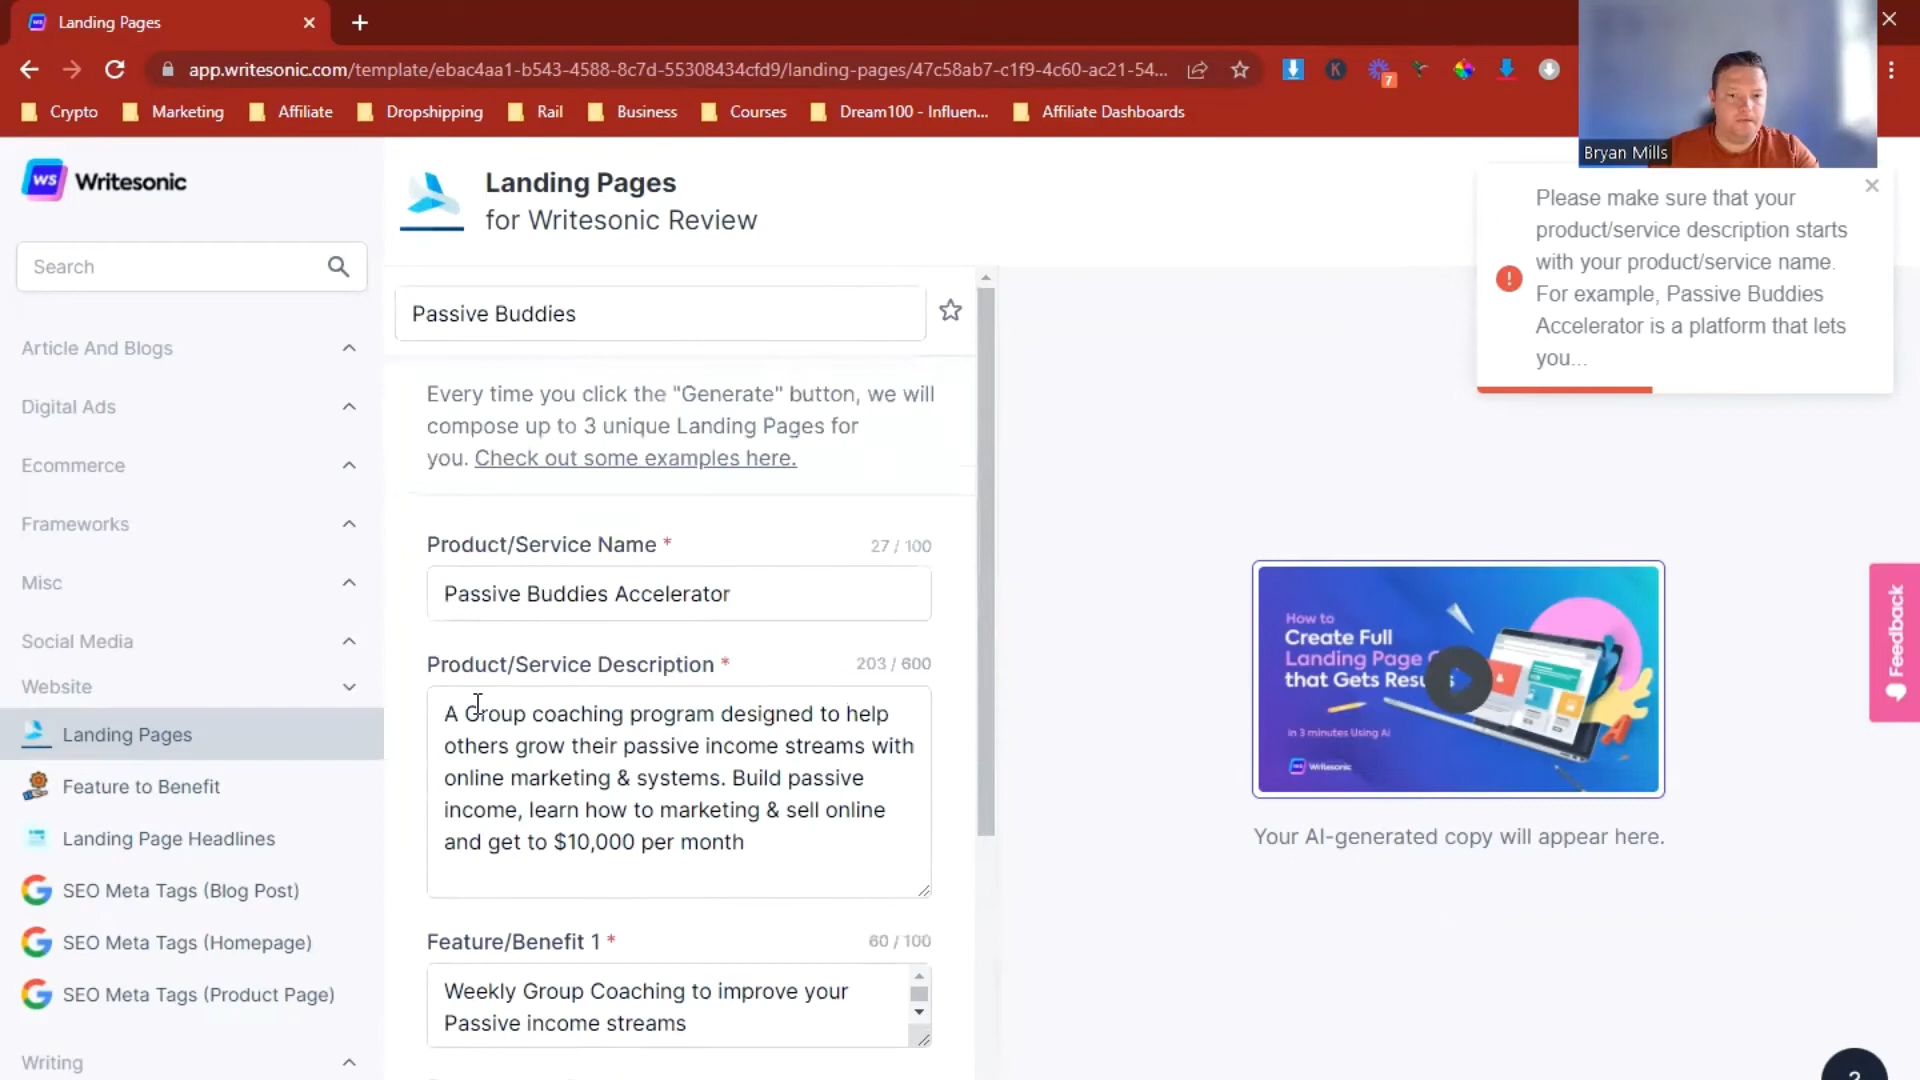 Landing Pages
app.writesonic.com/template/ebac4aa1-b543-4588-8c7d-55308434cfd9/landing-pages/47c58ab7-c1f9-4c60-ac21-54...
K
7
Crypto
Marketing
Affiliate
Dropshipping
Rail
Business
Courses
Dream100 - Influen...
Affiliate Dashboards
Bryan Mills
WS
Writesonic
Search
Article And Blogs
Digital Ads
Ecommerce
Frameworks
Misc
Social Media
Website
Landing Pages
Feature to Benefit
Landing Page Headlines
SEO Meta Tags (Blog Post)
SEO Meta Tags (Homepage)
SEO Meta Tags (Product Page)
Writing
Landing Pages
for Writesonic Review
Passive Buddies
Every time you click the "Generate" button, we will
compose up to 3 unique Landing Pages for
you. Check out some examples here.
Product/Service Name *
27 / 100
Passive Buddies Accelerator
Product/Service Description *
203 / 600
A Group coaching program designed to help
others grow their passive income streams with
online marketing & systems. Build passive
income, learn how to marketing & sell online
and get to $10,000 per month
Feature/Benefit 1 *
60 / 100
Weekly Group Coaching to improve your
Passive income streams
Please make sure that your
product/service description starts
with your product/service name.
For example, Passive Buddies
Accelerator is a platform that lets
you...
How to
Create Full
Landing Page
that Gets
in 3 minutes Using AI
Writesonic
Your AI-generated copy will appear here.
Feedback
?